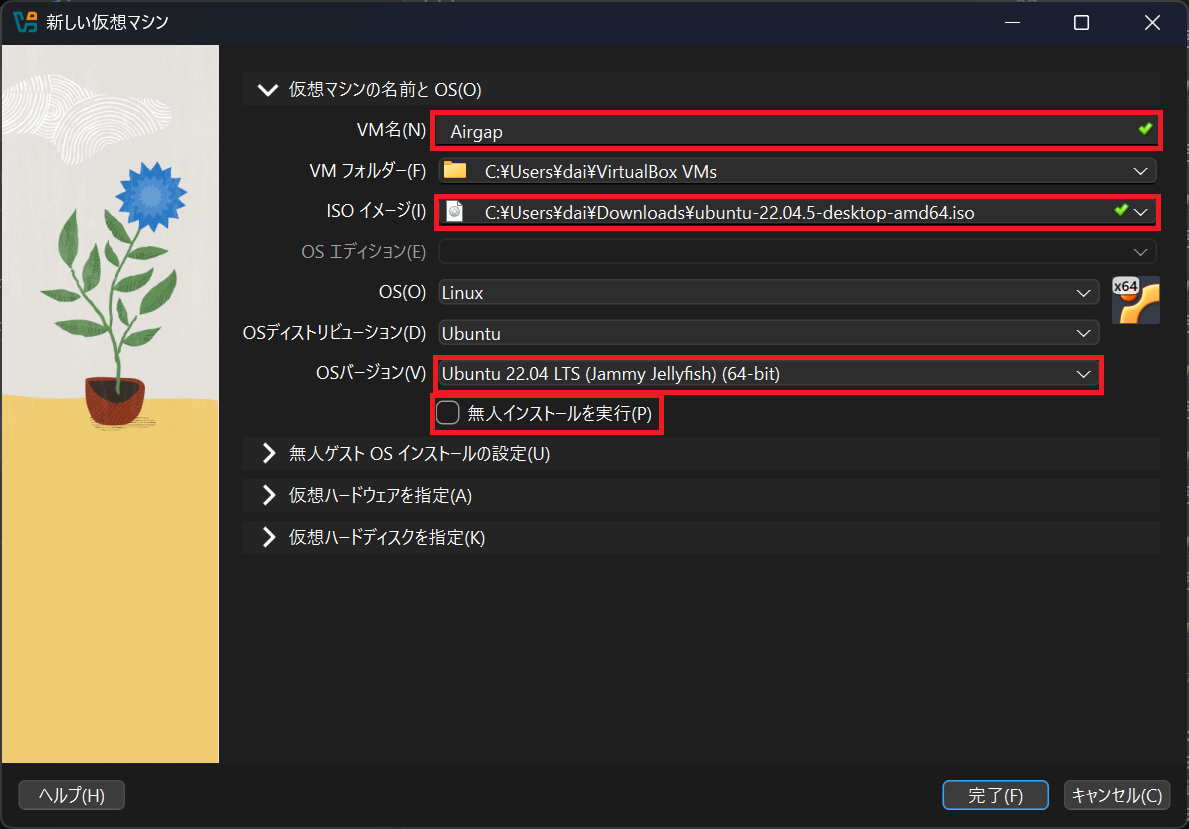 新しい仮想マシン
仮想マシンの名前と OS(O)
VM名(N) Airgap
VM フォルダー(F) C:¥Users¥dai¥VirtualBox VMs
ISO イメージ(I) C:¥Users¥dai¥Downloads¥ubuntu-22.04.5-desktop-amd64.iso
OS エディション(E)
OS(O) Linux
x64
OSディストリビューション(D) Ubuntu
OSバージョン(V) Ubuntu 22.04 LTS (Jammy Jellyfish) (64-bit)
無人インストールを実行(P)
無人ゲスト OS インストールの設定(U)
仮想ハードウェアを指定(A)
仮想ハードディスクを指定(K)
ヘルプ(H) 完了(F) キャンセル(C)